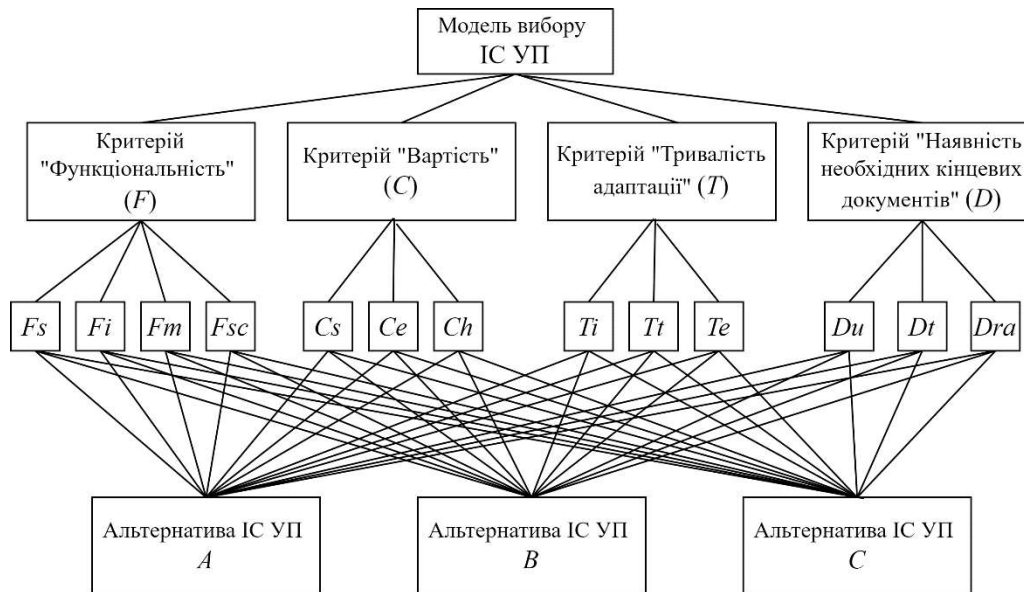 Модель вибору
ІС УП
Критерій
"Функціональність"
(F)
Критерій "Вартість"
(C)
Критерій "Тривалість
адаптації" (T)
Критерій "Наявність
необхідних кінцевих
документів" (D)
Fs
Fi
Fm
Fsc
Cs
Ce
Ch
Ti
Tt
Te
Du
Dt
Dra
Альтернатива ІС УП
A
Альтернатива ІС УП
B
Альтернатива ІС УП
C